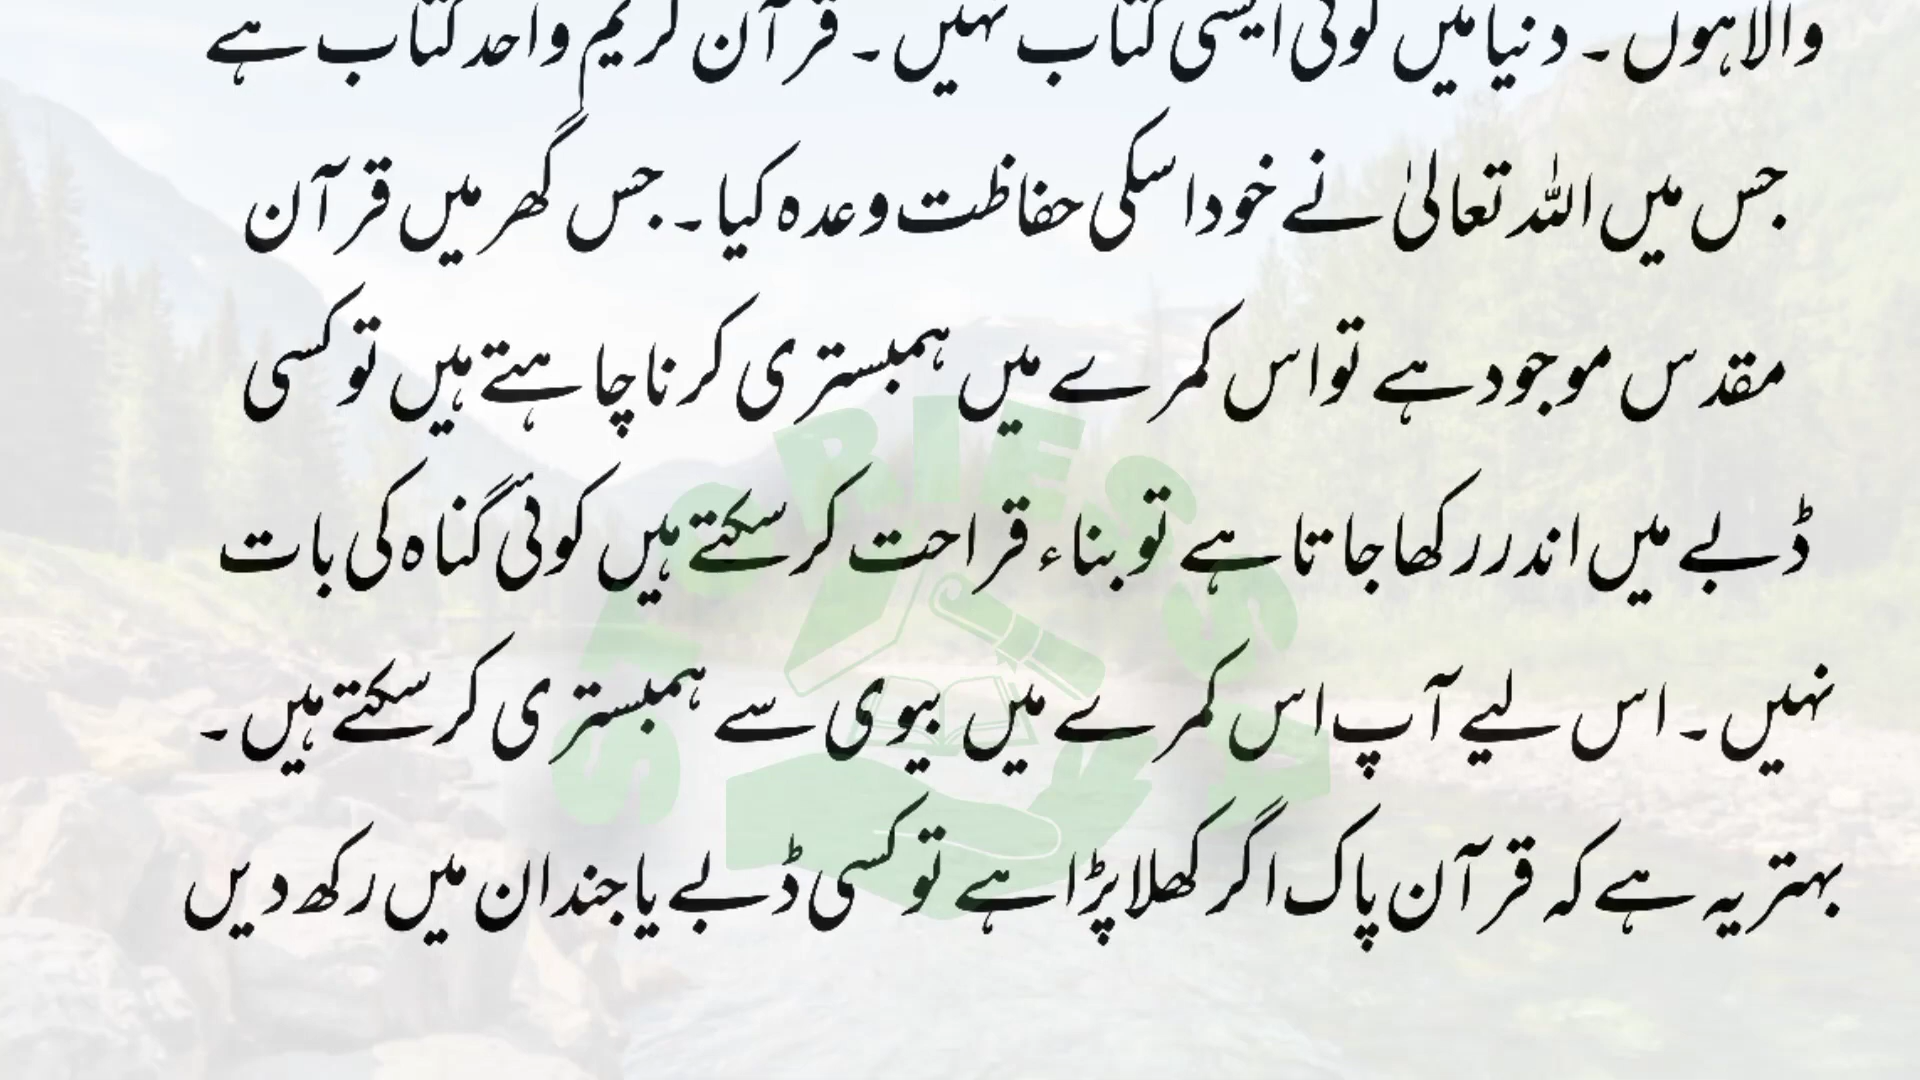 والا ہوں ۔ دنیا میں کوئی ایسی کتاب نہیں ۔ قرآن کریم واحد کتاب ہے
جس میں اللہ تعالیٰ نے خود اسکی حفاظت وعدہ کیا ۔ جس گھر میں قرآن
مقدس موجود ہے تو اس کمرے میں ہمبستری کرنا چاہتے ہیں تو کسی
ڈبے میں اندر رکھا جاتا ہے تو بناء قراحت کر سکتے ہیں کوئی گناہ کی بات
نہیں ۔ اس لیے آپ اس کمرے میں بیوی سے ہمبستری کر سکتے ہیں ۔
بہتر یہ ہے کہ قرآن پاک اگر کھلا پڑا ہے تو کسی ڈبے یا جندان میں رکھ دیں